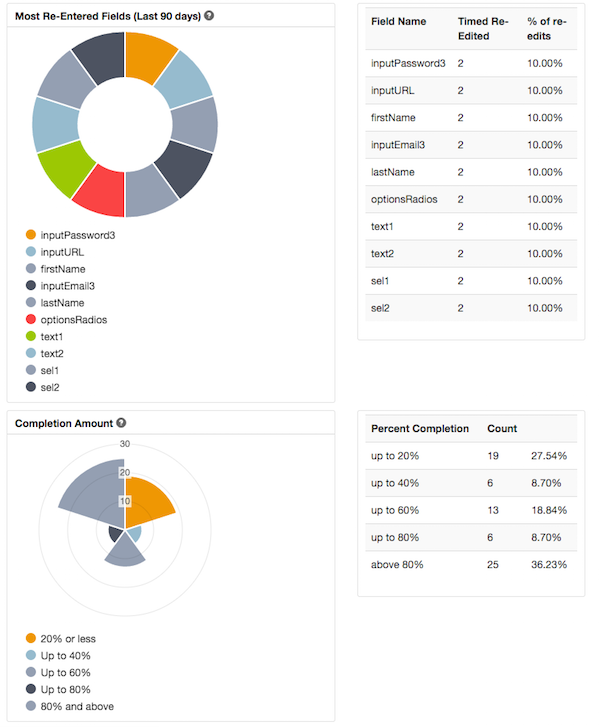 Most Re-Entered Fields (Last 90 days) ?
inputPassword3
inputURL
firstName
inputEmail3
lastName
optionsRadios
text1
text2
sel1
sel2
Field Name Timed Re-Edited % of re-edits
inputPassword3 2 10.00%
inputURL 2 10.00%
firstName 2 10.00%
inputEmail3 2 10.00%
lastName 2 10.00%
optionsRadios 2 10.00%
text1 2 10.00%
text2 2 10.00%
sel1 2 10.00%
sel2 2 10.00%
Completion Amount ?
30
20
10
20% or less
Up to 40%
Up to 60%
Up to 80%
80% and above
Percent Completion Count
up to 20% 19 27.54%
up to 40% 6 8.70%
up to 60% 13 18.84%
up to 80% 6 8.70%
above 80% 25 36.23%